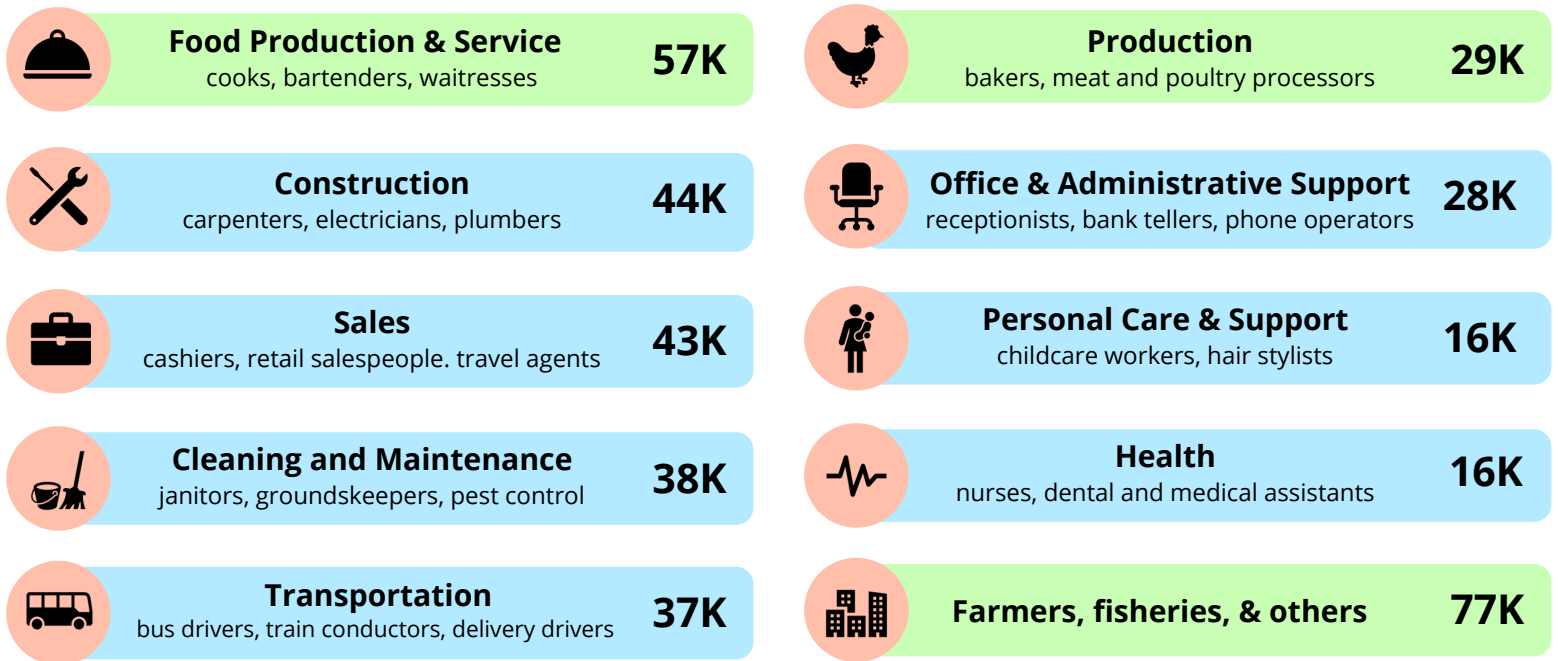 Food Production & Service
cooks, bartenders, waitresses
57K
Construction
carpenters, electricians, plumbers
44K
Sales
cashiers, retail salespeople. travel agents
43K
Cleaning and Maintenance
janitors, groundskeepers, pest control
38K
Transportation
bus drivers, train conductors, delivery drivers
37K
Production
bakers, meat and poultry processors
29K
Office & Administrative Support
receptionists, bank tellers, phone operators
28K
Personal Care & Support
childcare workers, hair stylists
16K
Health
nurses, dental and medical assistants
16K
Farmers, fisheries, & others
77K